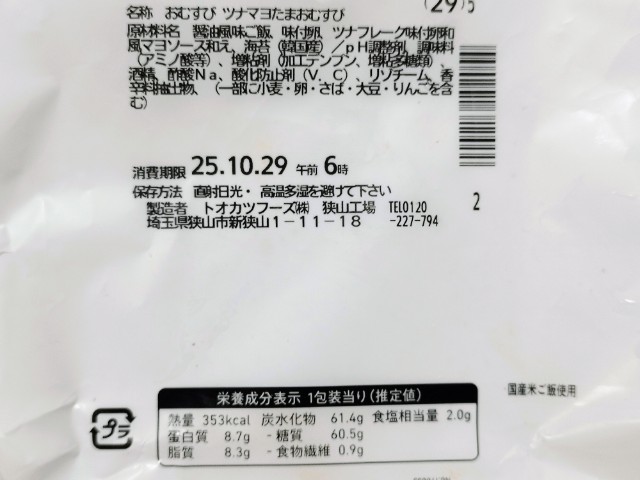 (29)5
名称 おむすび ツナマヨたまおむすび
原材料名 醤油風味ご飯、味付卵、ツナフレーク味付卵和
風マヨソース和え、海苔(韓国産)/pH調整剤、調味料
(アミノ酸等)、増粘剤(加工デンプン、増粘多糖類)、
酒精、酢酸Na、酸化防止剤(V.C)、リゾチーム、香
辛料抽出物、(一部に小麦・卵・さば・大豆・りんごを含
む)
消費期限 25.10.29 午前 6時
保存方法 直射日光・高温多湿を避けて下さい
製造者 トオカツフーズ㈱ 狭山工場 TEL0120
埼玉県狭山市新狭山1-11-18 -227-794
2
国産米ご飯使用
栄養成分表示 1包装当り(推定値)
熱量 353kcal 炭水化物 61.4g 食塩相当量 2.0g
蛋白質 8.7g -糖質 60.5g
脂質 8.3g -食物繊維 0.9g
プラ